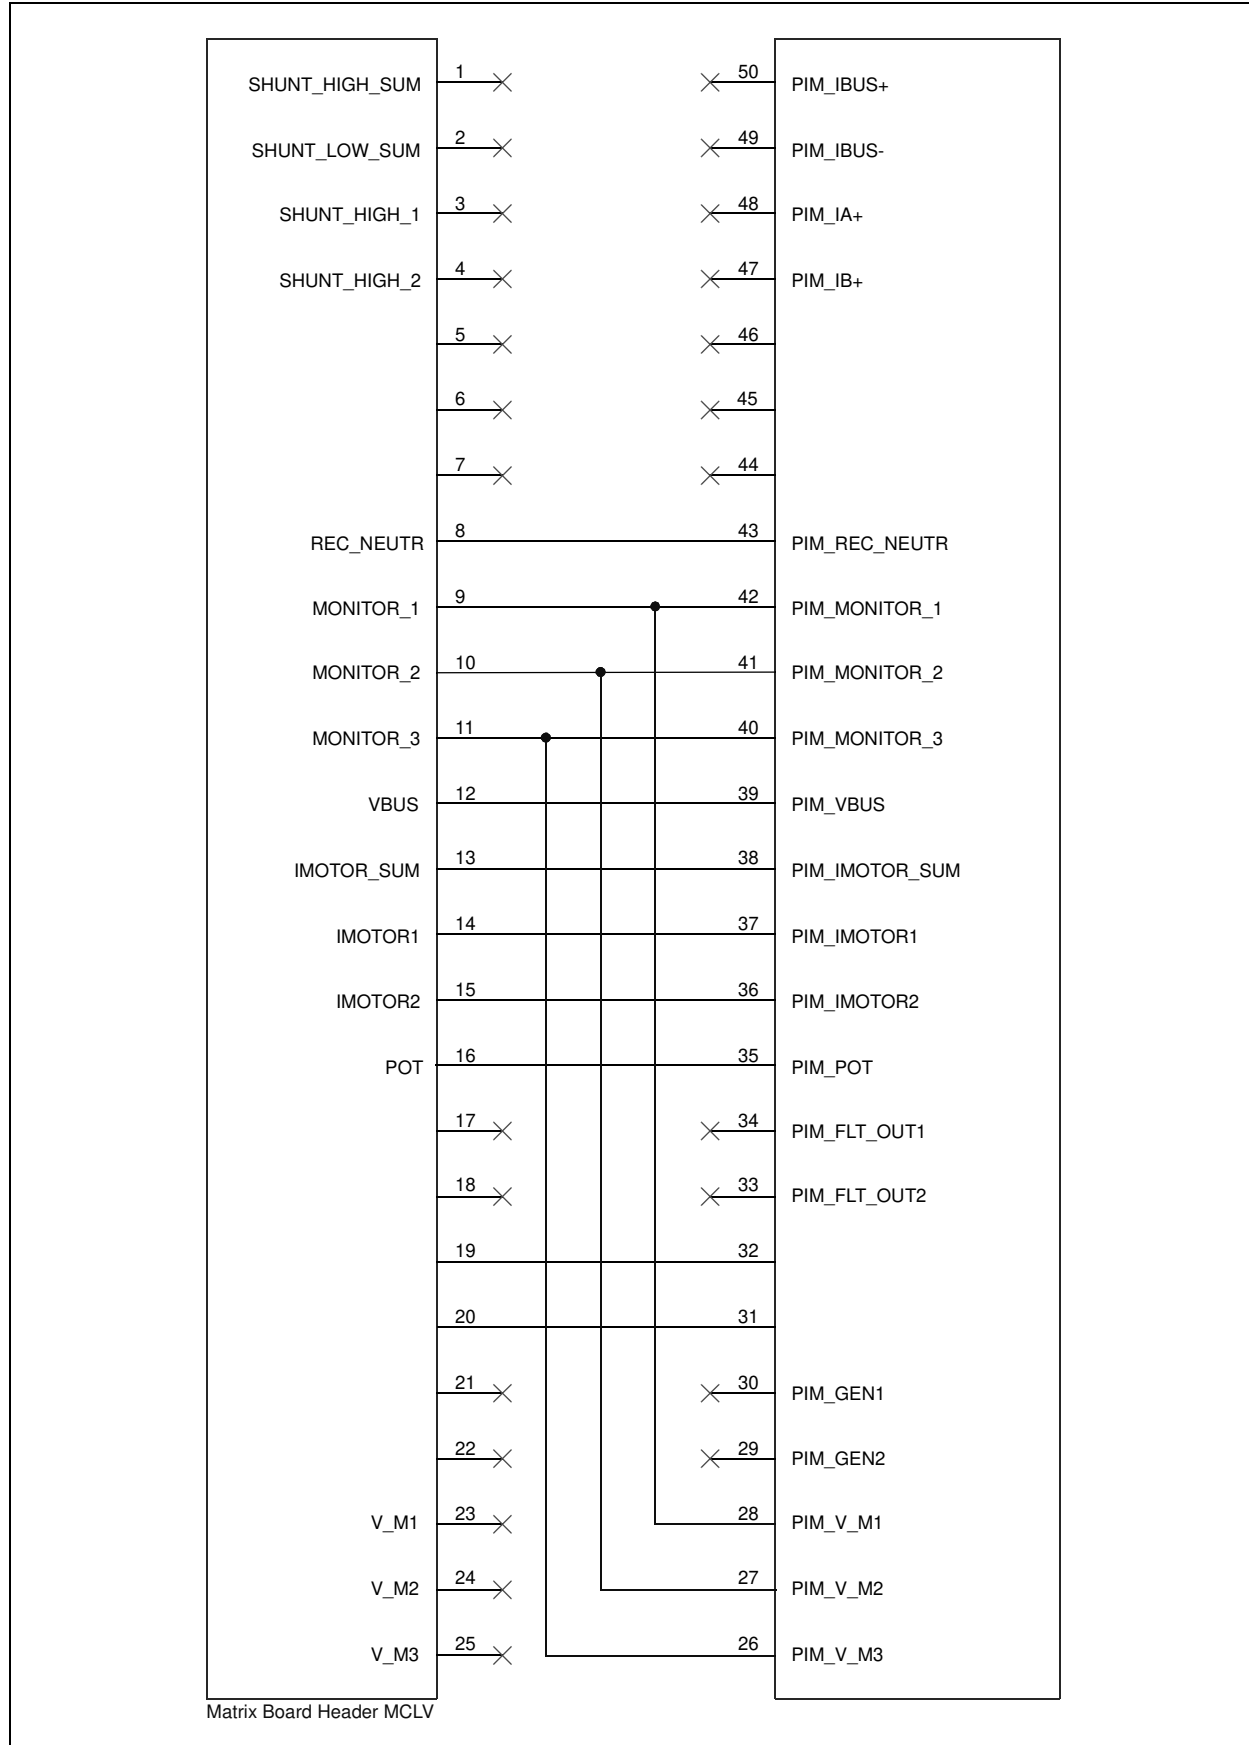 SHUNT_HIGH_SUM 1 50 PIM_IBUS+
SHUNT_LOW_SUM 2 49 PIM_IBUS-
SHUNT_HIGH_1 3 48 PIM_IA+
SHUNT_HIGH_2 4 47 PIM_IB+
5 46
6 45
7 44
REC_NEUTR 8 43 PIM_REC_NEUTR
MONITOR_1 9 42 PIM_MONITOR_1
MONITOR_2 10 41 PIM_MONITOR_2
MONITOR_3 11 40 PIM_MONITOR_3
VBUS 12 39 PIM_VBUS
IMOTOR_SUM 13 38 PIM_IMOTOR_SUM
IMOTOR1 14 37 PIM_IMOTOR1
IMOTOR2 15 36 PIM_IMOTOR2
POT 16 35 PIM_POT
17 34 PIM_FLT_OUT1
18 33 PIM_FLT_OUT2
19 32
20 31
21 30 PIM_GEN1
22 29 PIM_GEN2
V_M1 23 28 PIM_V_M1
V_M2 24 27 PIM_V_M2
V_M3 25 26 PIM_V_M3
Matrix Board Header MCLV